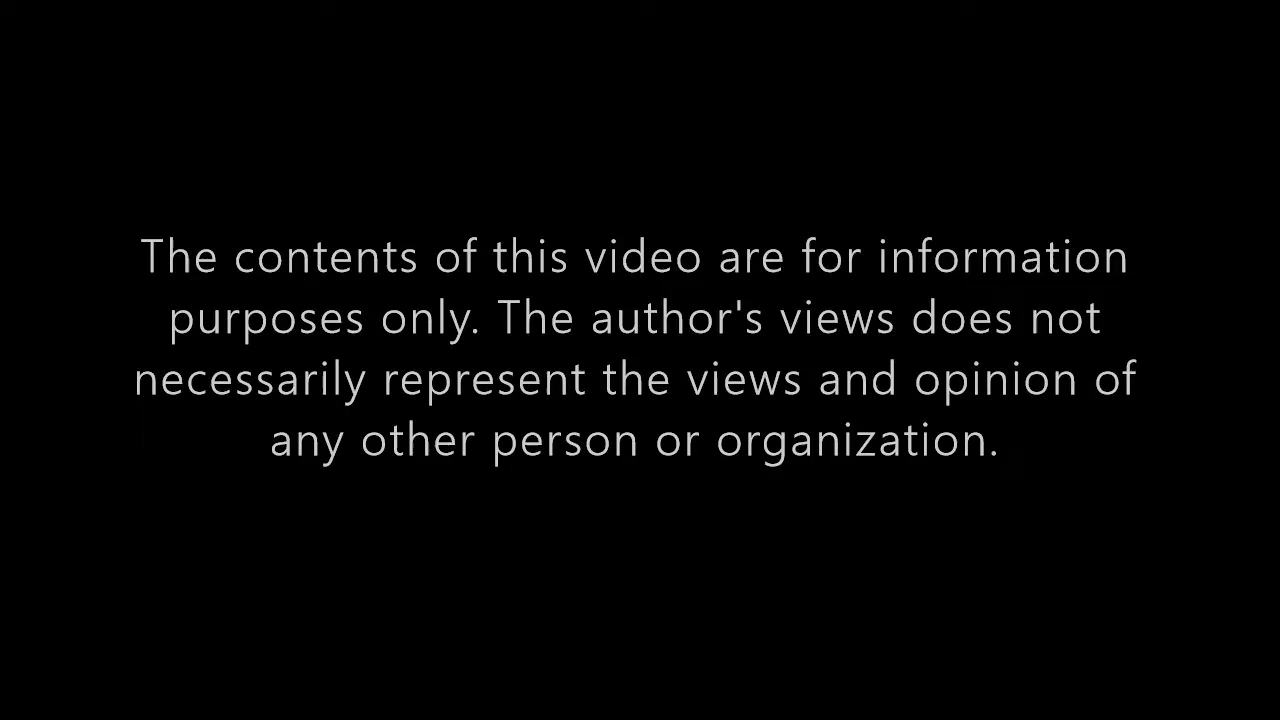 The contents of this video are for information
purposes only. The author's views does not
necessarily represent the views and opinion of
any other person or organization.